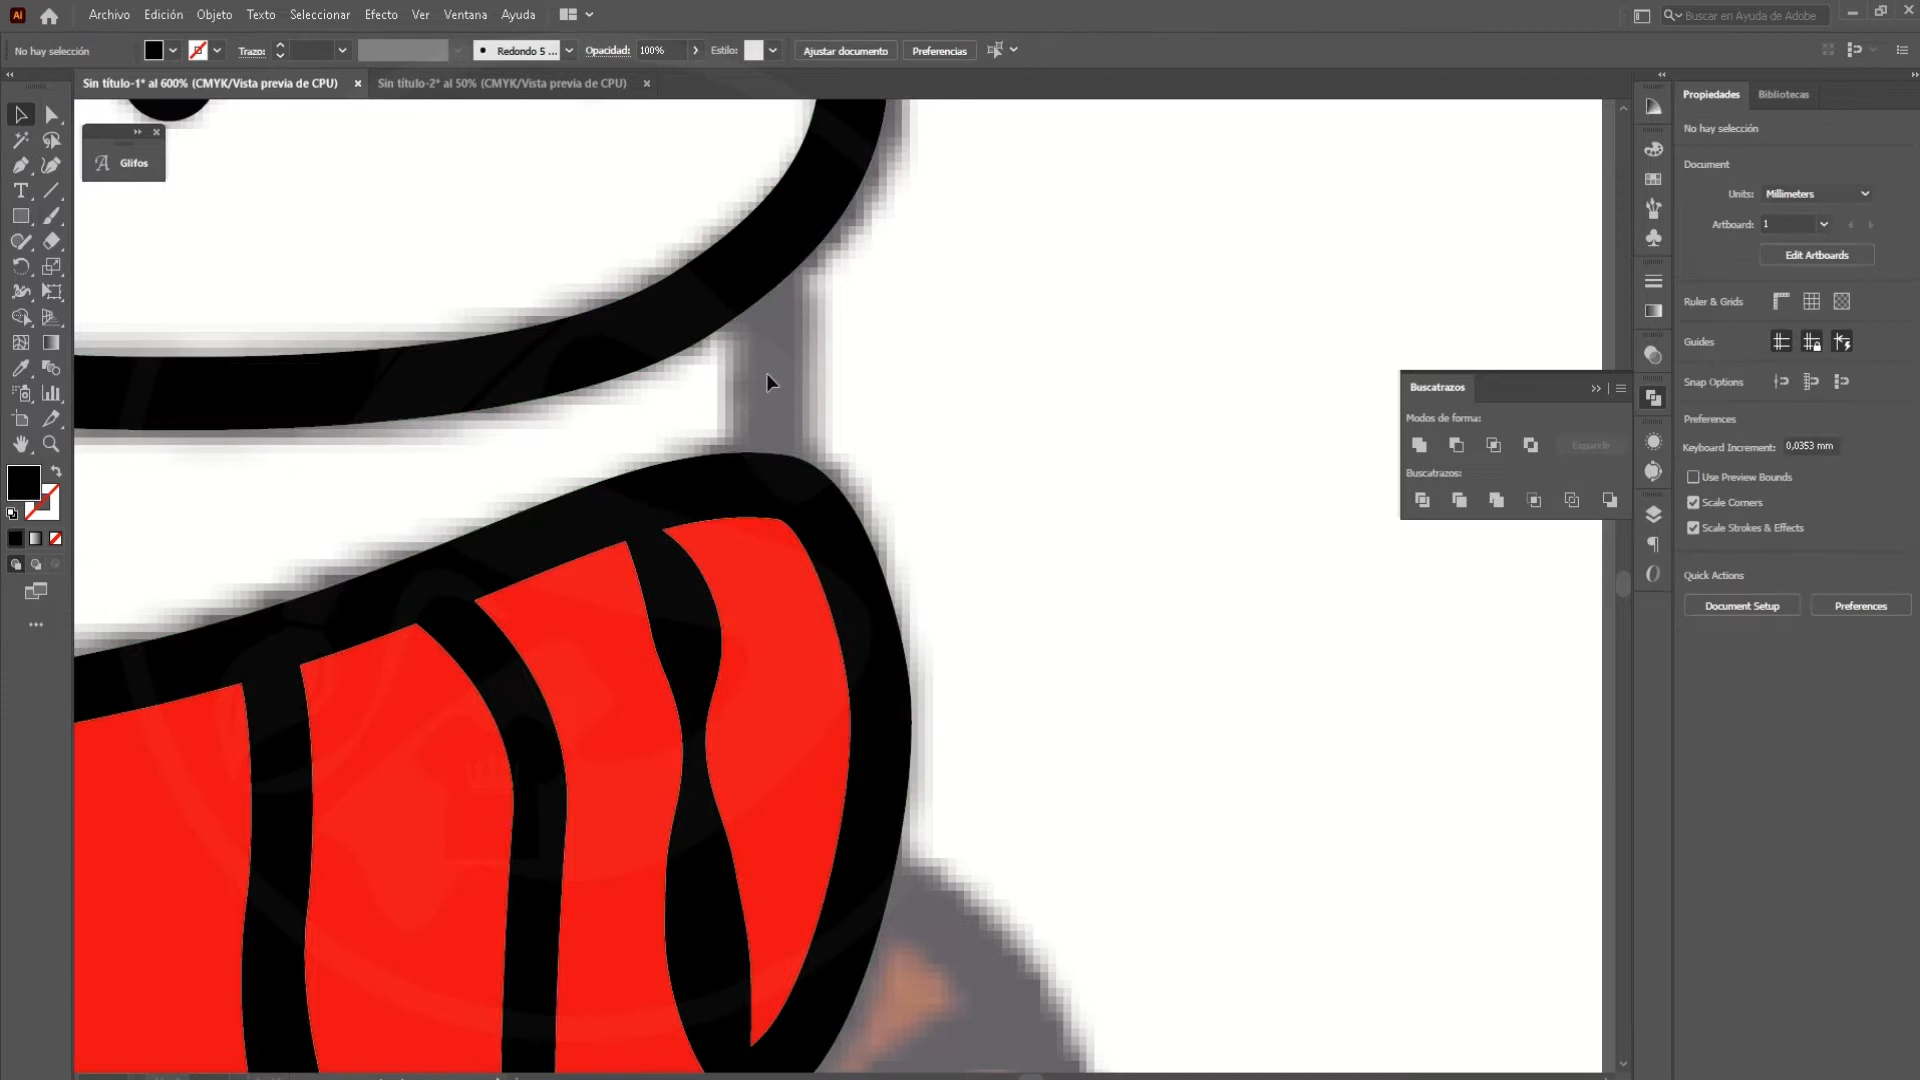 Ai Archivo Edición Objeto Texto Seleccionar Efecto Ver Ventana Ayuda Buscar en Ayuda de Adobe
No hay selección Trazo: Redondo 5 ... Opacidad: 100% Estilo: Ajustar documento Preferencias
Sin título-1* al 600% (CMYK/Vista previa de CPU) × Sin título-2* al 50% (CMYK/Vista previa de CPU) ×
Propiedades Bibliotecas
No hay selección
Glifos
Document
Units: Millimeters
Artboard: 1
Edit Artboards
Ruler & Grids
Guides
Snap Options
Buscatrazos
Modos de forma:
Expandir
Buscatrazos:
Preferences
Keyboard Increment: 0,0353 mm
Use Preview Bounds
Scale Corners
Scale Strokes & Effects
Quick Actions
Document Setup Preferences